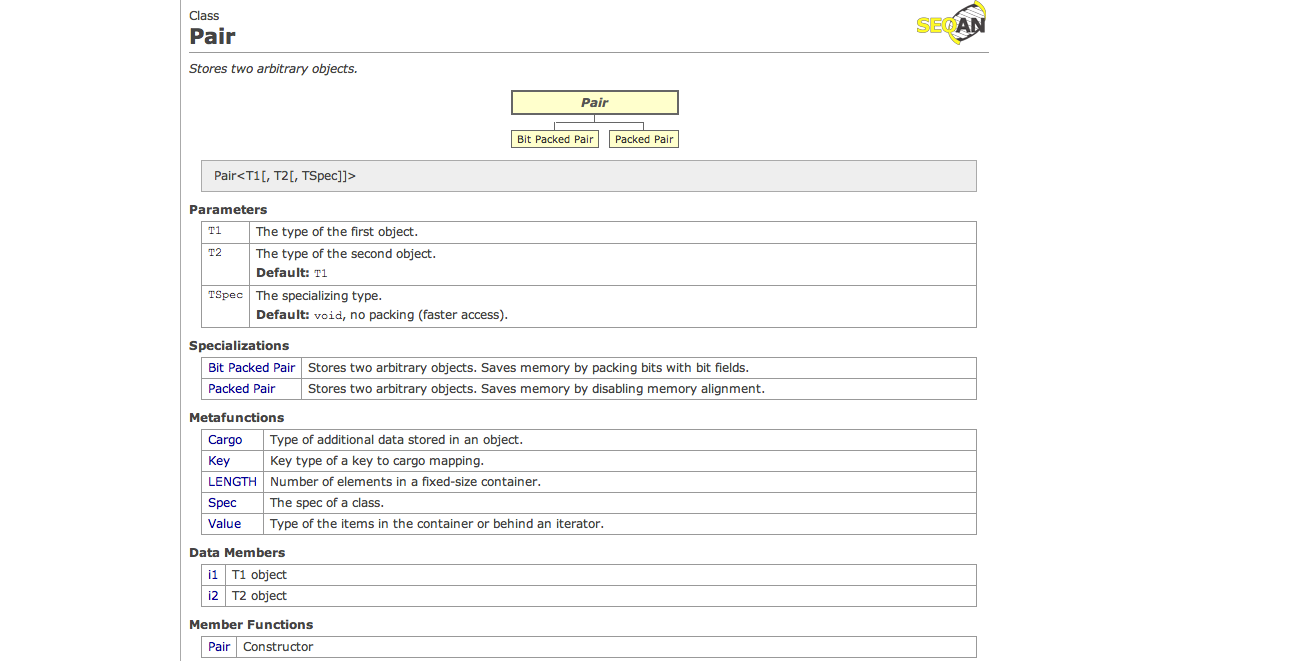 Class
Pair
SEQAN
Stores two arbitrary objects.
Pair
Bit Packed Pair
Packed Pair
Pair<T1[, T2[, TSpec]]>
Parameters
T1 The type of the first object.
T2 The type of the second object.
Default: T1
TSpec The specializing type.
Default: void, no packing (faster access).
Specializations
Bit Packed Pair Stores two arbitrary objects. Saves memory by packing bits with bit fields.
Packed Pair Stores two arbitrary objects. Saves memory by disabling memory alignment.
Metafunctions
Cargo Type of additional data stored in an object.
Key Key type of a key to cargo mapping.
LENGTH Number of elements in a fixed-size container.
Spec The spec of a class.
Value Type of the items in the container or behind an iterator.
Data Members
i1 T1 object
i2 T2 object
Member Functions
Pair Constructor